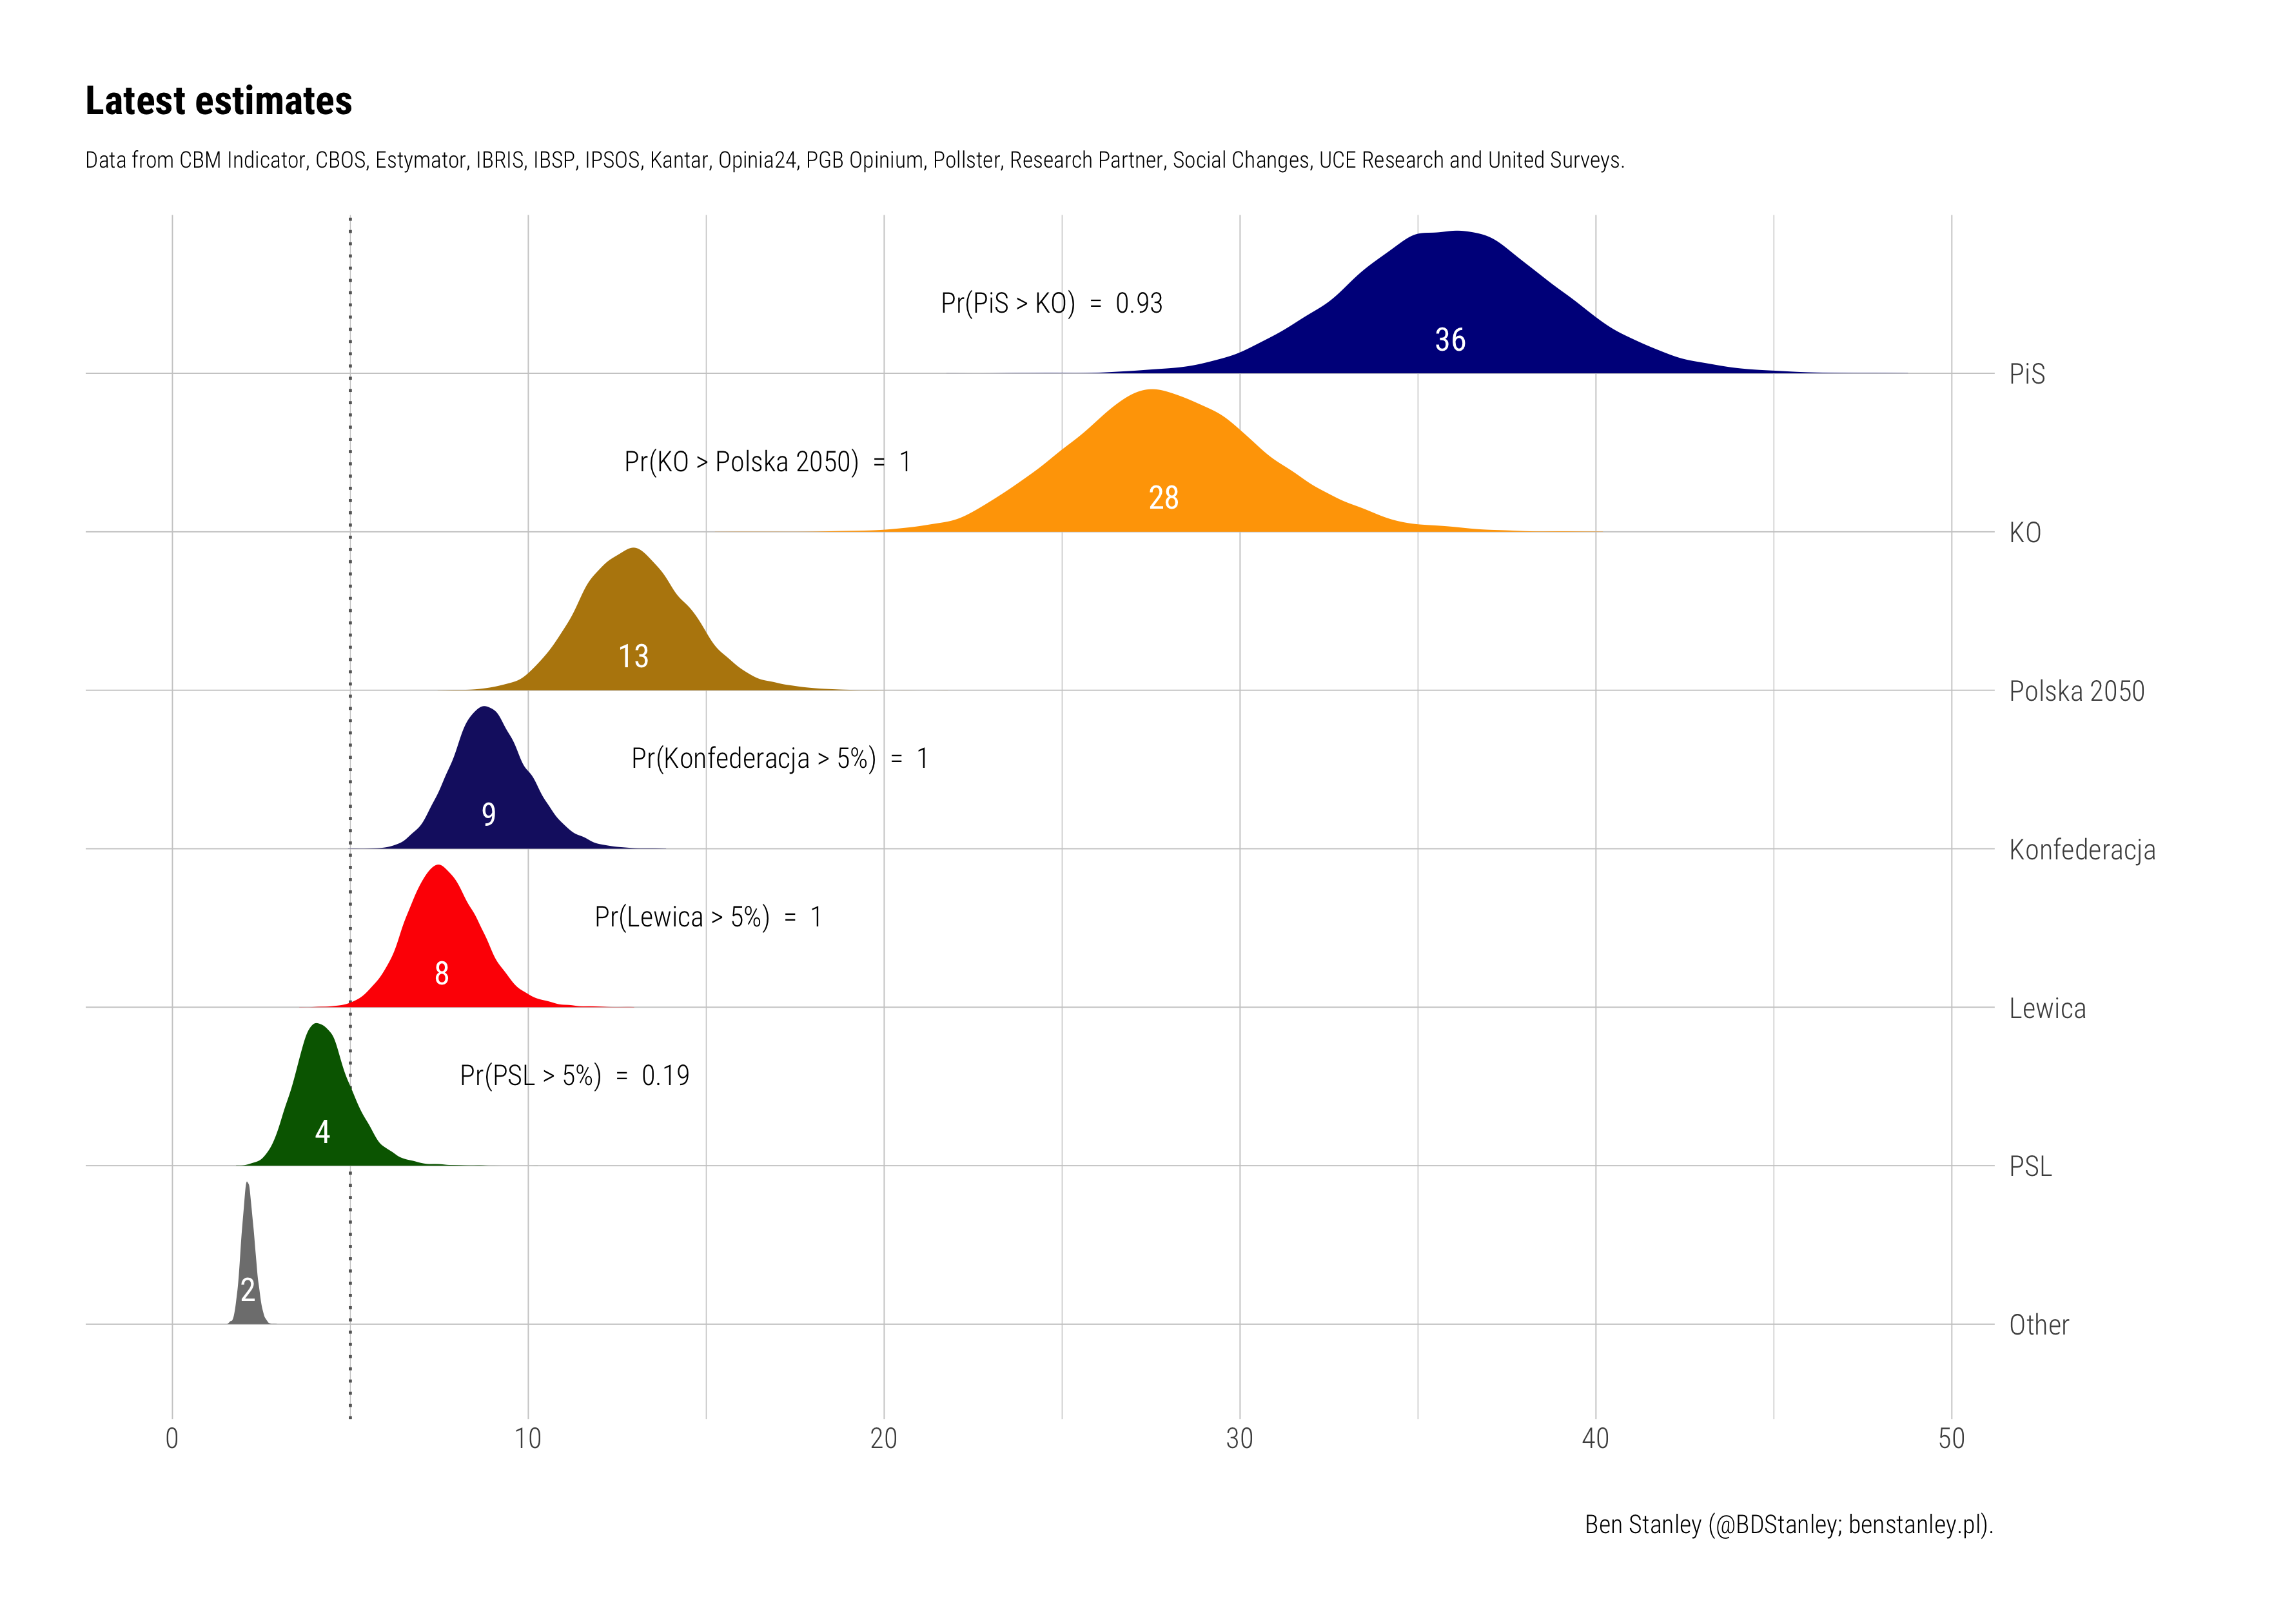 Latest estimates
Data from CBM Indicator, CBOS, Estymator, IBRIS, IBSP, IPSOS, Kantar, Opinia24, PGB Opinium, Pollster, Research Partner, Social Changes, UCE Research and United Surveys.
Pr(PiS > KO) = 0.93
36
PiS
Pr(KO > Polska 2050) = 1
28
KO
13
Polska 2050
Pr(Konfederacja > 5%) = 1
9
Konfederacja
Pr(Lewica > 5%) = 1
8
Lewica
Pr(PSL > 5%) = 0.19
4
PSL
2
Other
0 10 20 30 40 50
Ben Stanley (@BDStanley; benstanley.pl).